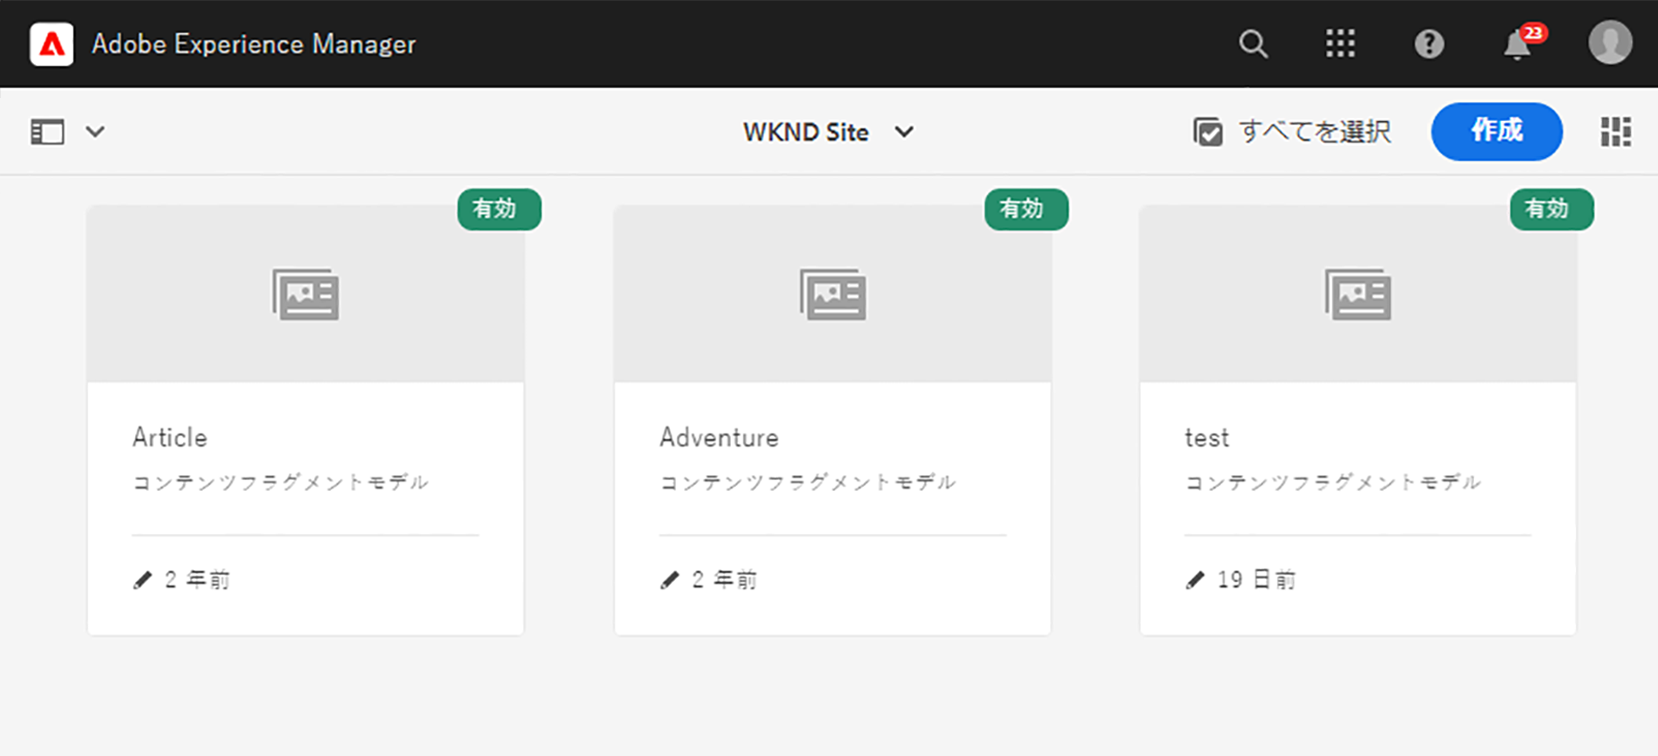 Adobe Experience Manager
23
WKND Site
すべてを選択
作成
有効
有効
有効
Article
コンテンツフラグメントモデル
2 年前
Adventure
コンテンツフラグメントモデル
2 年前
test
コンテンツフラグメントモデル
19 日前